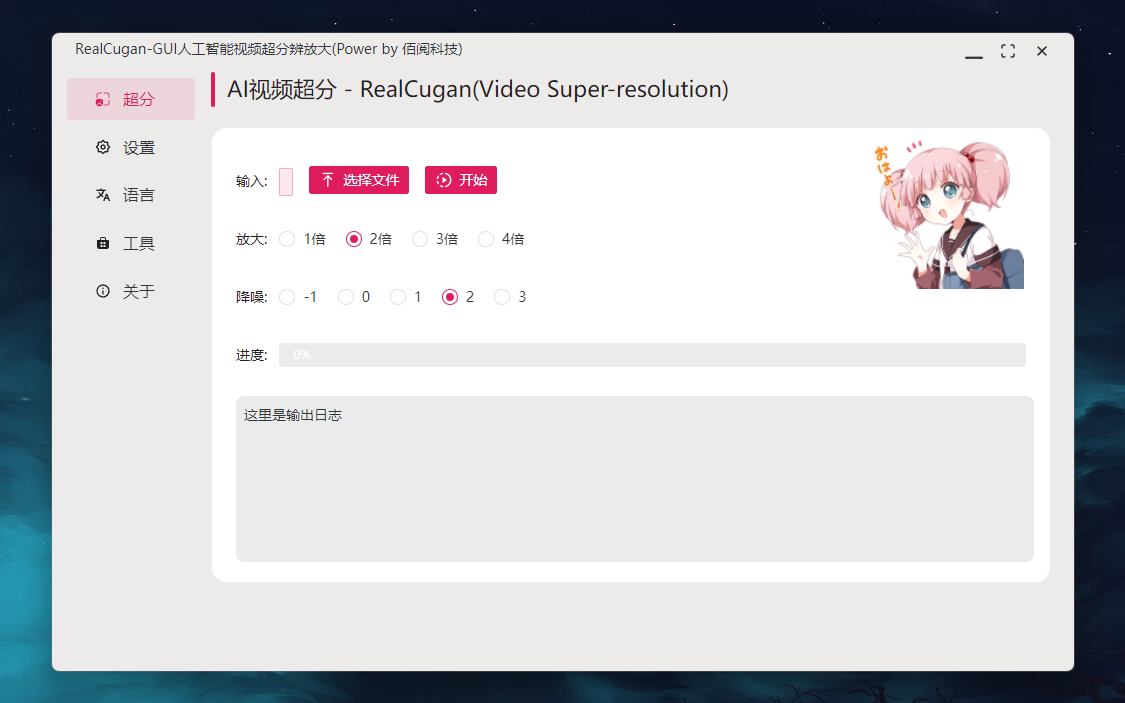 RealCugan-GUI人工智能视频超分辨放大(Power by 佰阅科技)
超分
设置
语言
工具
关于
AI视频超分 - RealCugan(Video Super-resolution)
输入: 选择文件 开始
放大: 1倍 2倍 3倍 4倍
降噪: -1 0 1 2 3
进度: 0%
这里是输出日志
おはよー